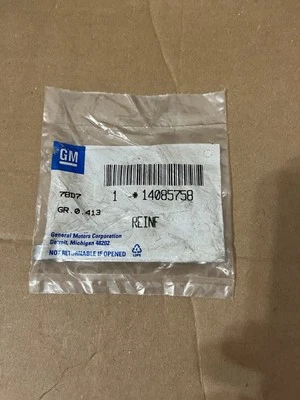 GM
7807 1 * 14085758
GR.0.413 REINF
General Motors Corporation
Detroit, Michigan 48202
NOT RETURNABLE IF OPENED